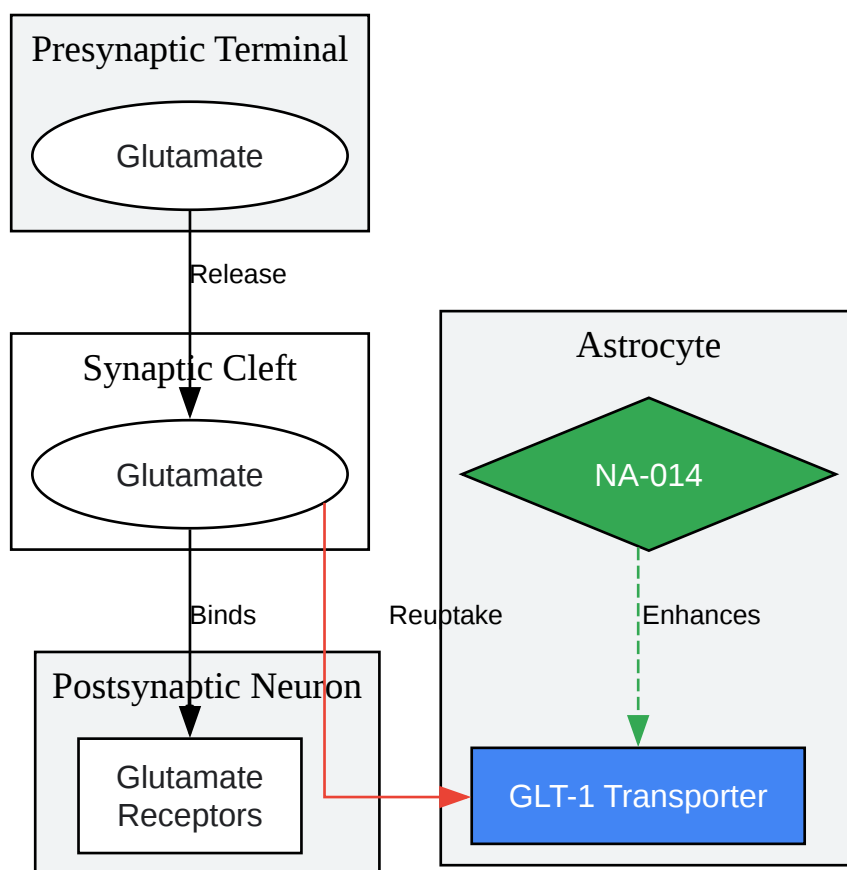 Presynaptic Terminal
Glutamate
Release
Synaptic Cleft
Glutamate
Astrocyte
NA-014
Binds
Reuptake
Enhances
Postsynaptic Neuron
Glutamate
Receptors
GLT-1 Transporter